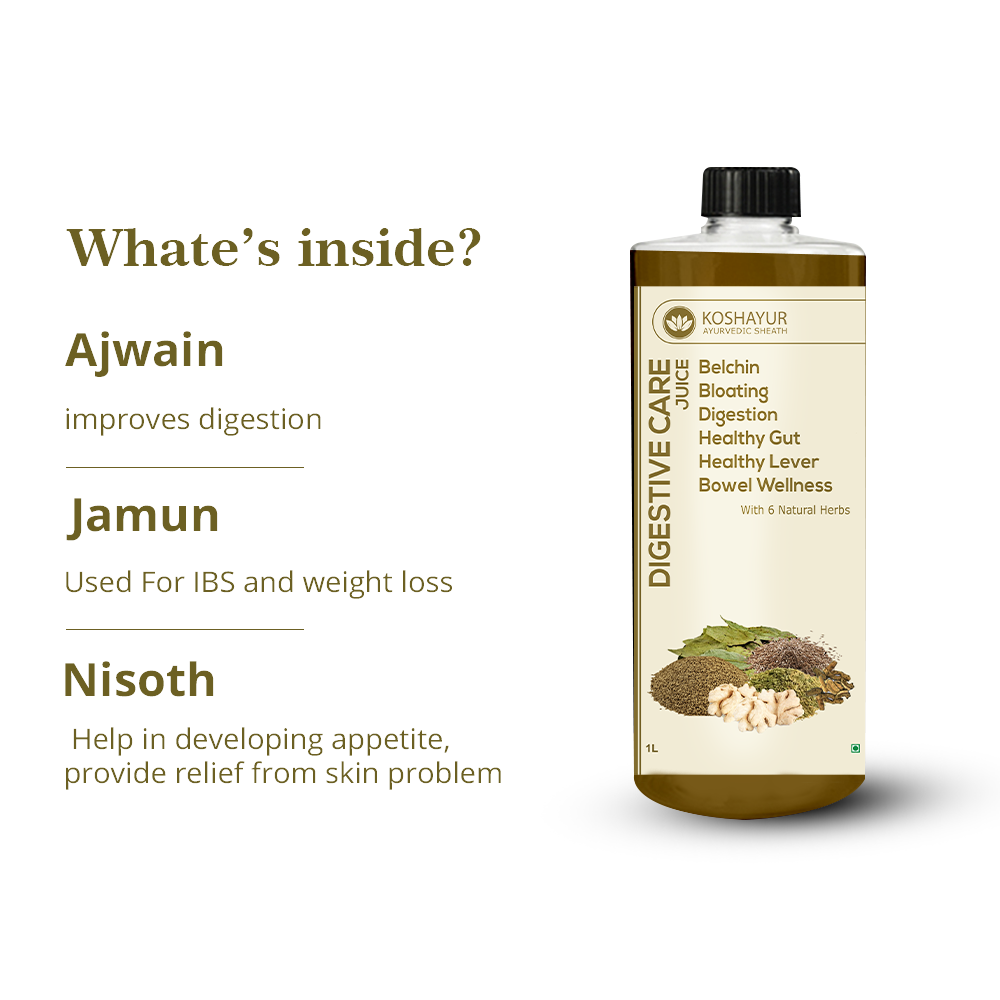 Whate's inside?
Ajwain
improves digestion
Jamun
Used For IBS and weight loss
Nisoth
Help in developing appetite,
provide relief from skin problem
KOSHAYUR
AYURVEDIC SHEATH
DIGESTIVE CARE
JUICE
Belchin
Bloating
Digestion
Healthy Gut
Healthy Lever
Bowel Wellness
With 6 Natural Herbs
1L